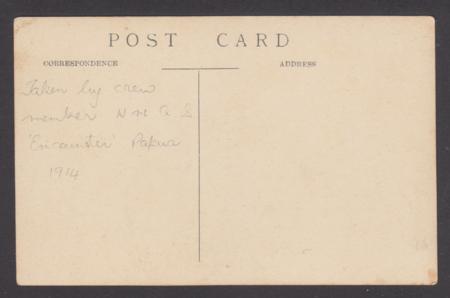 POST CARD
CORRESPONDENCE ADDRESS
Taken by crew
member H M A S
'Encounter' Papua
1914